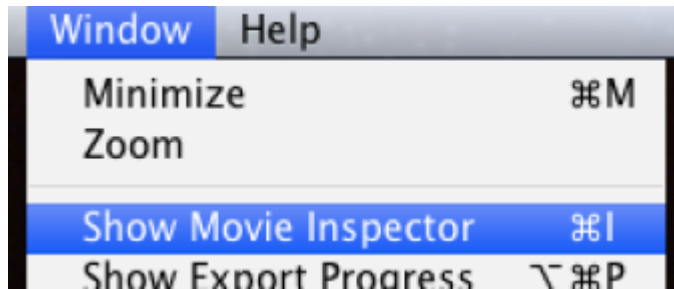 Window Help
Minimize ⌘M
Zoom
Show Movie Inspector ⌘I
Show Export Progress ⌥⌘P